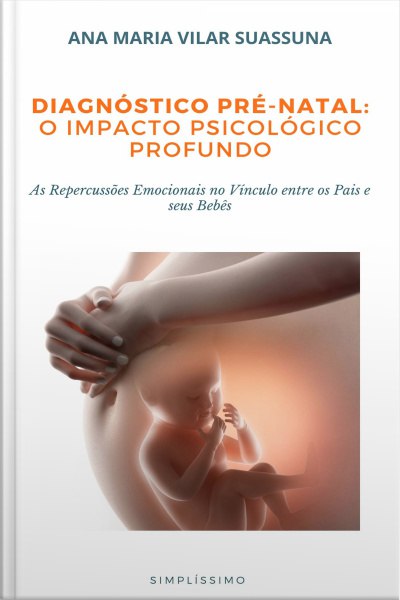 ANA MARIA VILAR SUASSUNA
DIAGNÓSTICO PRÉ-NATAL:
O IMPACTO PSICOLÓGICO
PROFUNDO
As Repercussões Emocionais no Vínculo entre os Pais e
seus Bebês
SIMPLÍSSIMO